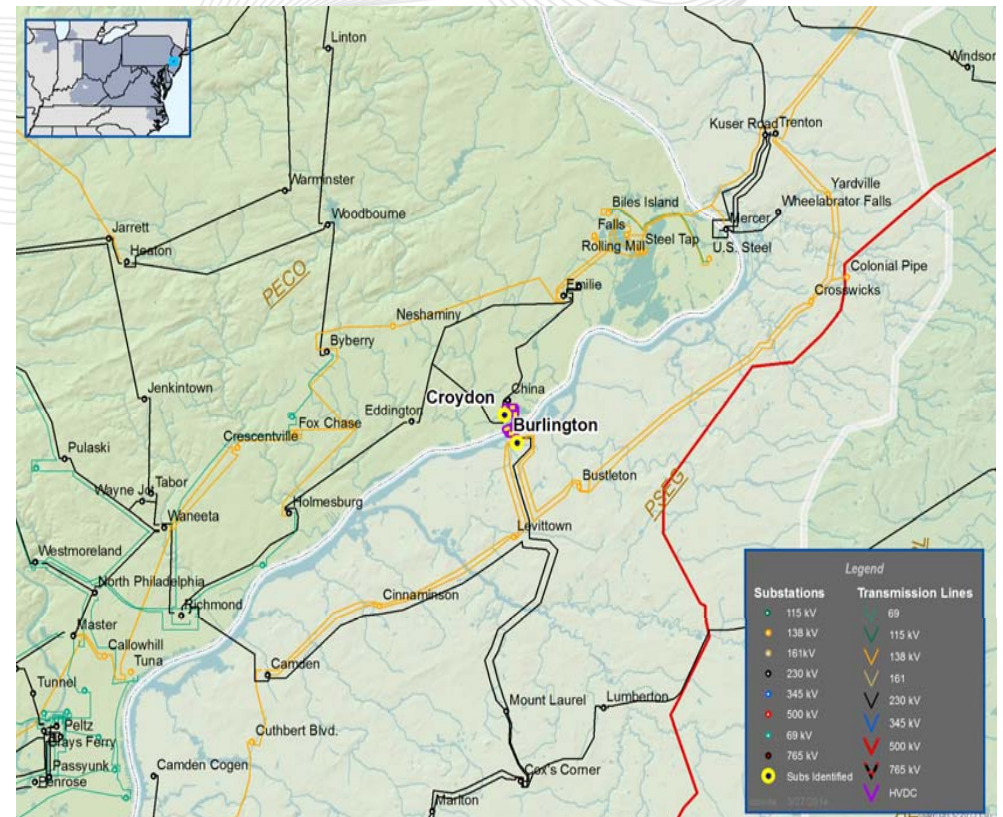 Linton
Windsor
Kuser Road
Trenton
Warminster
Yardville
Biles Island
Wheelabrator Falls
Woodbourne
Mercer
Jarrett
Falls
Steel Tap
Rolling Mill
U.S. Steel
Heaton
Colonial Pipe
PECO
Emilie
Crosswicks
Neshaminy
Byberry
Jenkintown
China
Croydon
Eddington
Fox Chase
Burlington
Crescentville
Pulaski
Bustleton
Tabor
Wayne Jct
PSEG
Holmesburg
Waneeta
Levittown
Westmoreland
North Philadelphia
Cinnaminson
Richmond
Master
Callowhill
Tuna
Camden
Tunnel
Mount Laurel
Lumberton
Peltz
Cuthbert Blvd.
Grays Ferry
Passyunk
Camden Cogen
Cox's Corner
Penrose
Marlton
Legend
Substations
115 kV
138 kV
161kV
230 kV
345 kV
500 kV
69 kV
765 kV
Subs Identified
Transmission Lines
69
115 kV
138 kV
161
230 kV
345 kV
500 kV
765 kV
HVDC